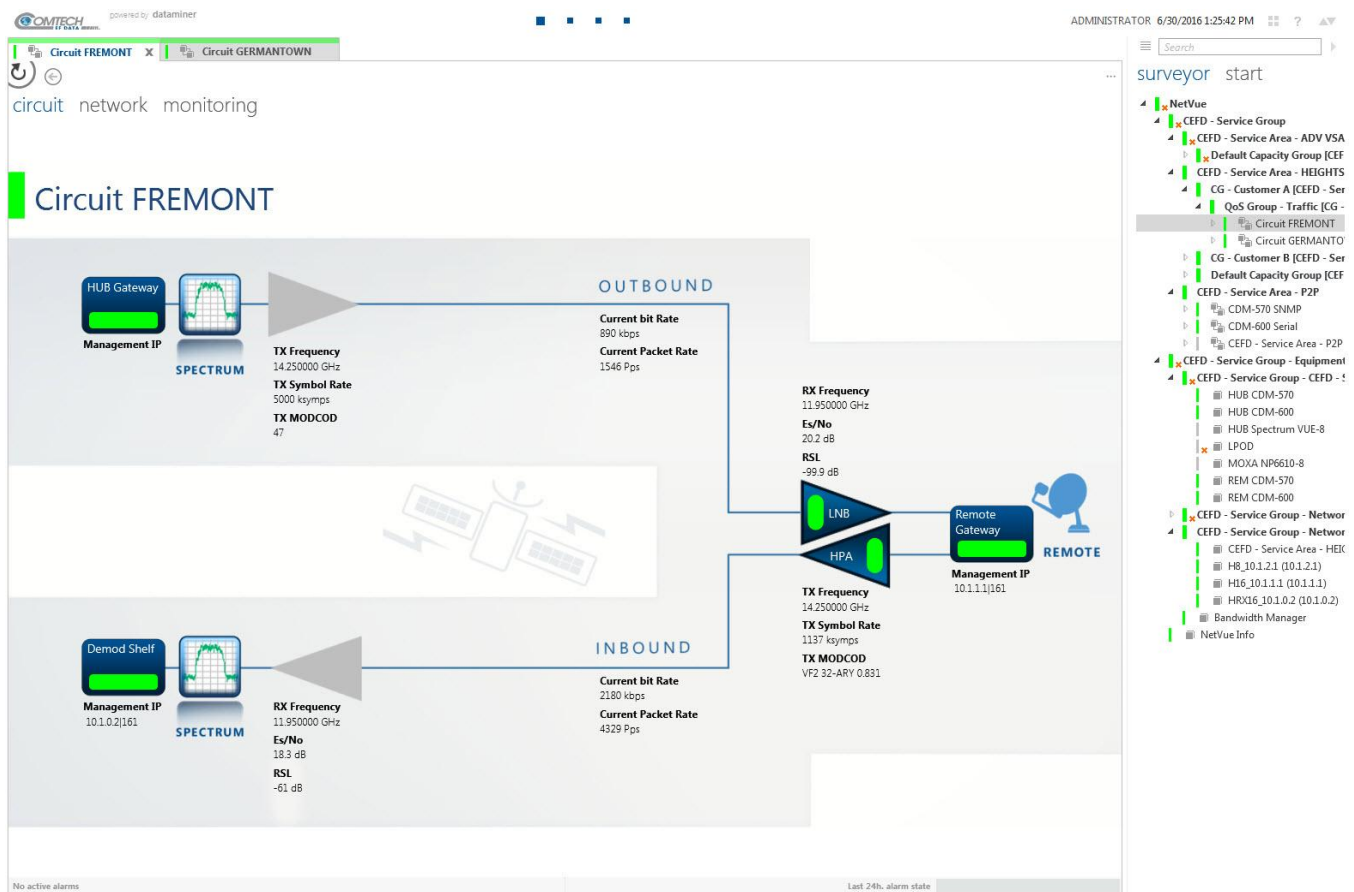 COMTECH
EF DATA
powered by dataminer
ADMINISTRATOR 6/30/2016 1:25:42 PM
?
Circuit FREMONT X
Circuit GERMANTOWN
...
circuit network monitoring
Circuit FREMONT
HUB Gateway
Management IP
SPECTRUM
TX Frequency
14.250000 GHz
TX Symbol Rate
5000 ksymps
TX MODCOD
47
OUTBOUND
Current bit Rate
890 kbps
Current Packet Rate
1546 Pps
RX Frequency
11.950000 GHz
Es/No
20.2 dB
RSL
-99.9 dB
LNB
HPA
Remote
Gateway
REMOTE
Management IP
10.1.1.1|161
TX Frequency
14.250000 GHz
TX Symbol Rate
1137 ksymps
TX MODCOD
VF2 32-ARY 0.831
Demod Shelf
Management IP
10.1.0.2|161
SPECTRUM
RX Frequency
11.950000 GHz
Es/No
18.3 dB
RSL
-61 dB
INBOUND
Current bit Rate
2180 kbps
Current Packet Rate
4329 Pps
No active alarms
Last 24h. alarm state
Search
surveyor start
NetVue
CEFD - Service Group
CEFD - Service Area - ADV VSA
Default Capacity Group [CEF
CEFD - Service Area - HEIGHTS
CG - Customer A [CEFD - Ser
QoS Group - Traffic [CG -
Circuit FREMONT
Circuit GERMANTO
CG - Customer B [CEFD - Ser
Default Capacity Group [CEF
CEFD - Service Area - P2P
CDM-570 SNMP
CDM-600 Serial
CEFD - Service Area - P2P
CEFD - Service Group - Equipment
CEFD - Service Group - CEFD - S
HUB CDM-570
HUB CDM-600
HUB Spectrum VUE-8
LPOD
MOXA NP6610-8
REM CDM-570
REM CDM-600
CEFD - Service Group - Networ
CEFD - Service Group - Networ
CEFD - Service Area - HEIG
H8_10.1.2.1 (10.1.2.1)
H16_10.1.1.1 (10.1.1.1)
HRX16_10.1.0.2 (10.1.0.2)
Bandwidth Manager
NetVue Info